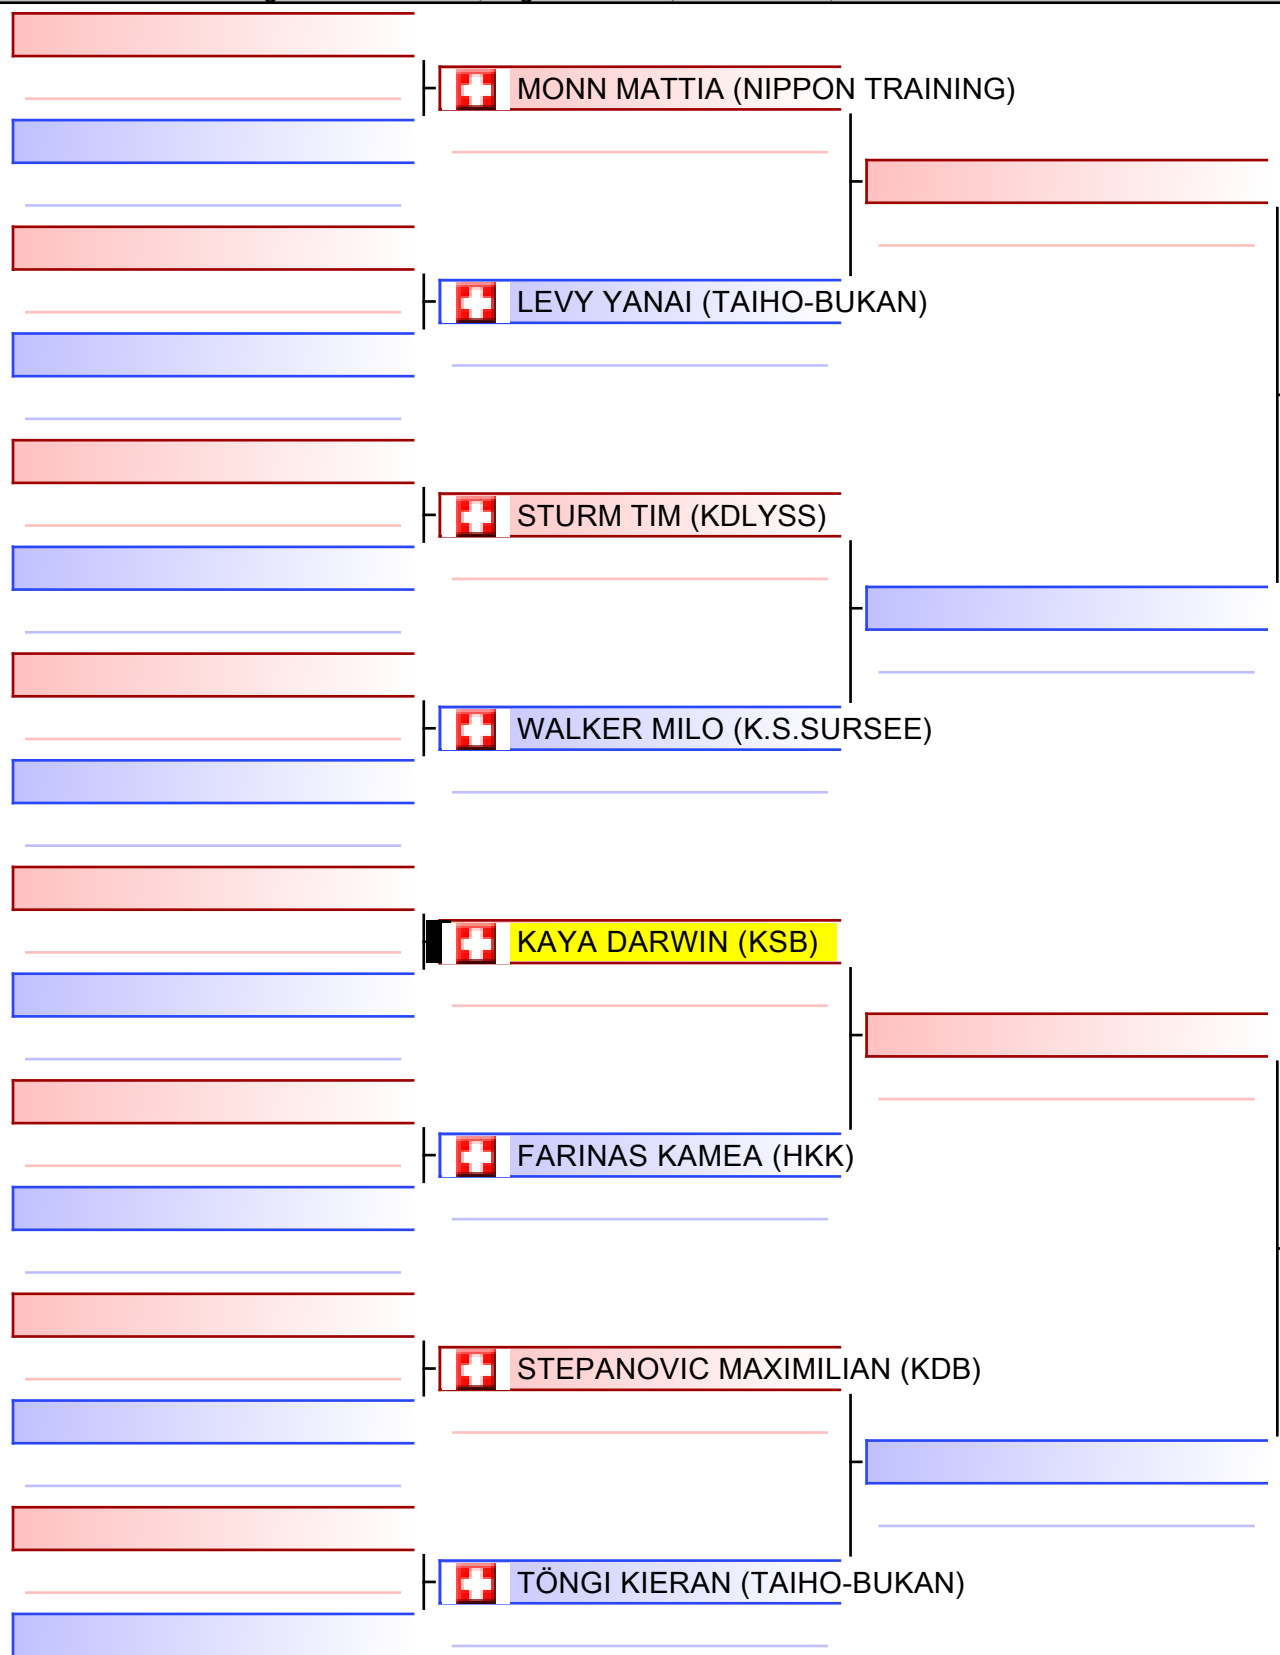 MONN MATTIA (NIPPON TRAINING)
LEVY YANAI (TAIHO-BUKAN)
STURM TIM (KDLYSS)
WALKER MILO (K.S.SURSEE)
KAYA DARWIN (KSB)
FARINAS KAMEA (HKK)
STEPANOVIC MAXIMILIAN (KDB)
TÖNGI KIERAN (TAIHO-BUKAN)